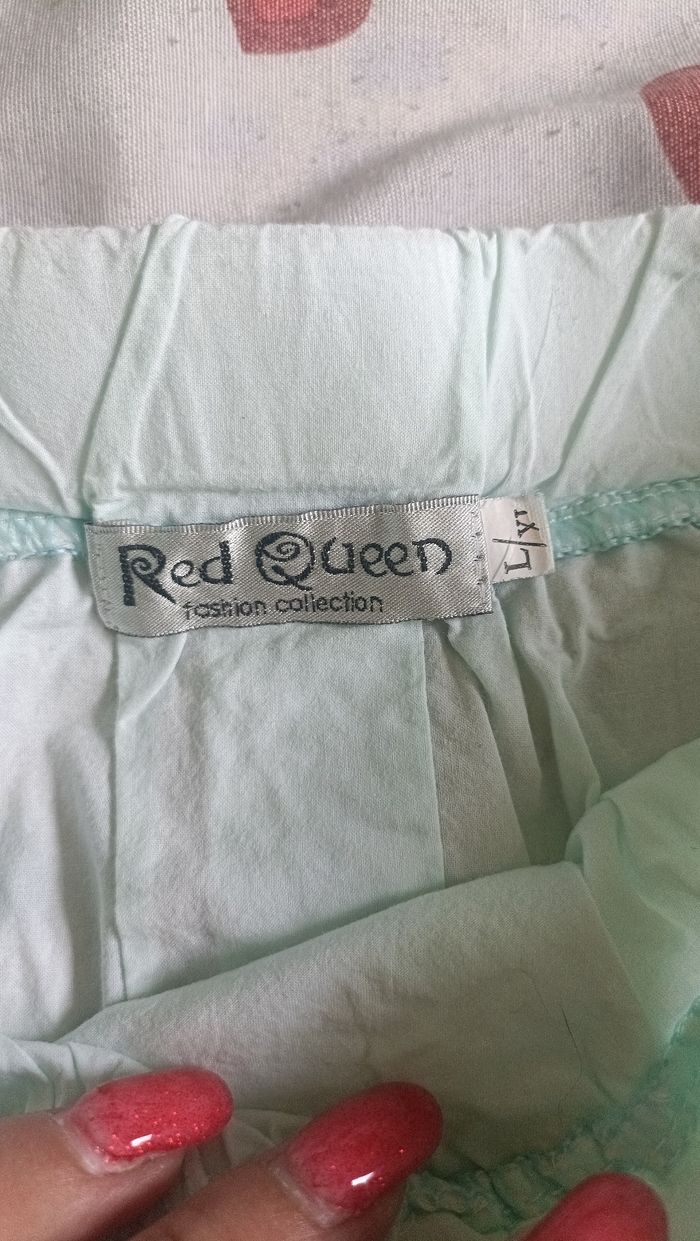 Red Queen
fashion collection
L/XL